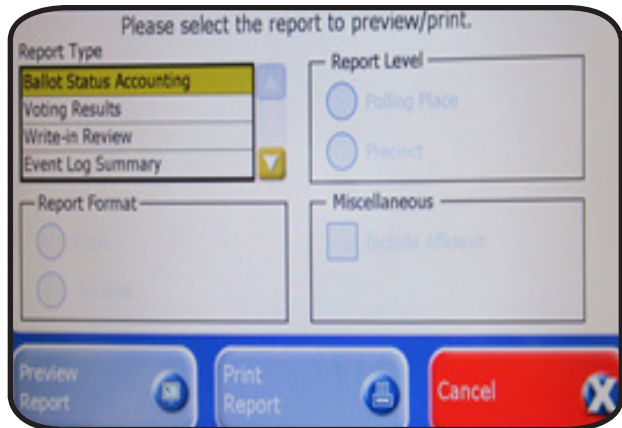 Please select the report to preview/print.
Report Type
Ballot Status Accounting
Voting Results
Write-in Review
Event Log Summary
Report Level
Polling Place
Precinct
Report Format
Miscellaneous
Include Affidavit
Preview
Report
Print
Report
Cancel